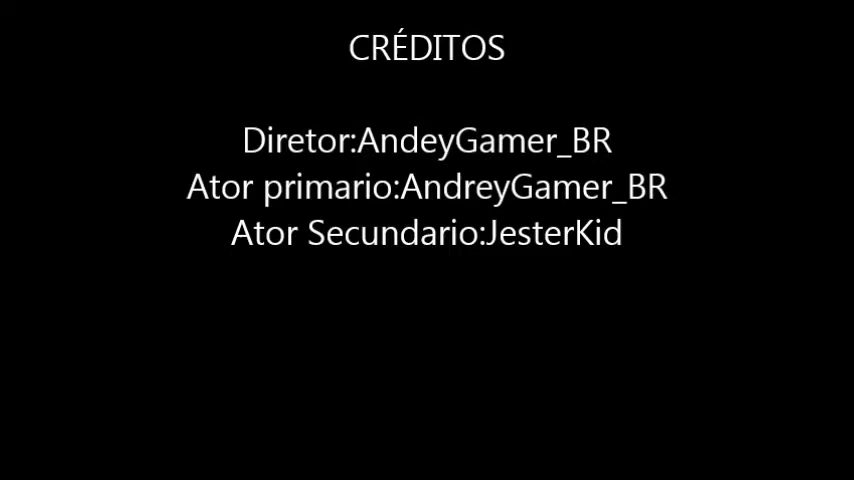 CRÉDITOS
Diretor:AndeyGamer_BR
Ator primario:AndreyGamer_BR
Ator Secundario:JesterKid